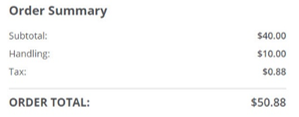 Order Summary
Subtotal: $40.00
Handling: $10.00
Tax: $0.88
ORDER TOTAL: $50.88